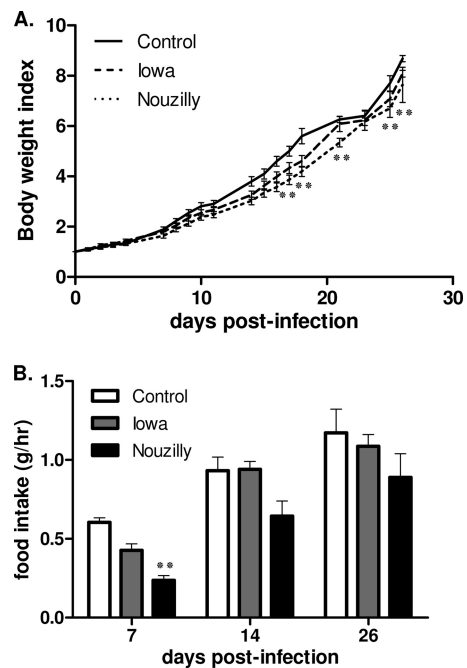 A.
Body weight index
10
8
6
4
2
0
Control
Iowa
Nouzilly
**
**
**
**
**
0 10 20 30
days post-infection
B.
food intake (g/hr)
1.5
1.0
0.5
0.0
Control
Iowa
Nouzilly
**
7 14 26
days post-infection